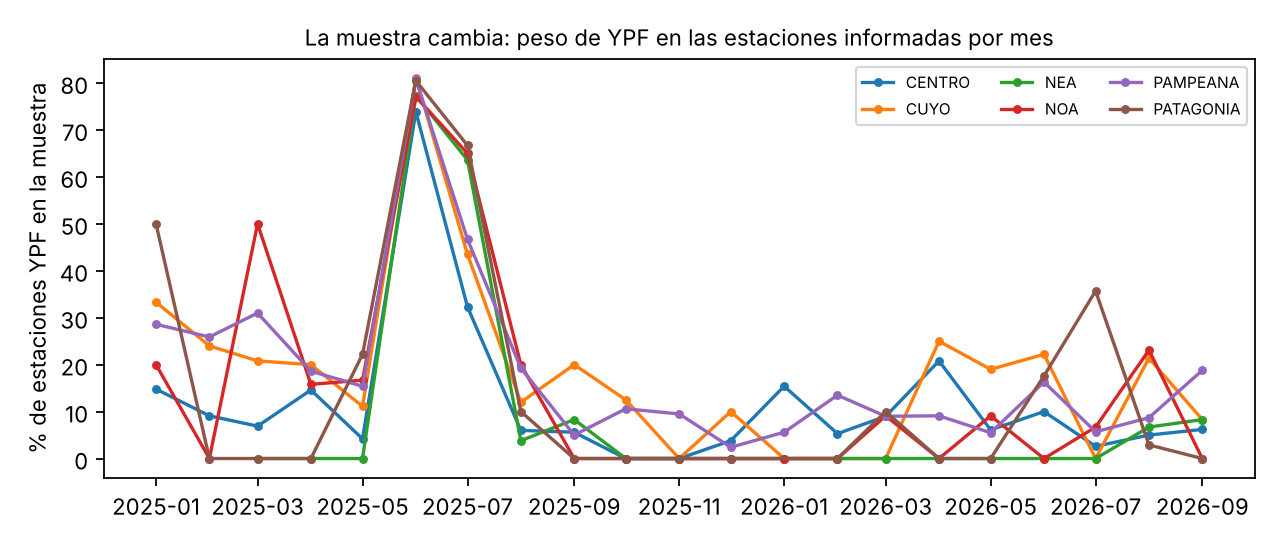 La muestra cambia: peso de YPF en las estaciones informadas por mes
% de estaciones YPF en la muestra
80
70
60
50
40
30
20
10
0
CENTRO NEA PAMPEANA
CUYO NOA PATAGONIA
2025-01 2025-03 2025-05 2025-07 2025-09 2025-11 2026-01 2026-03 2026-05 2026-07 2026-09